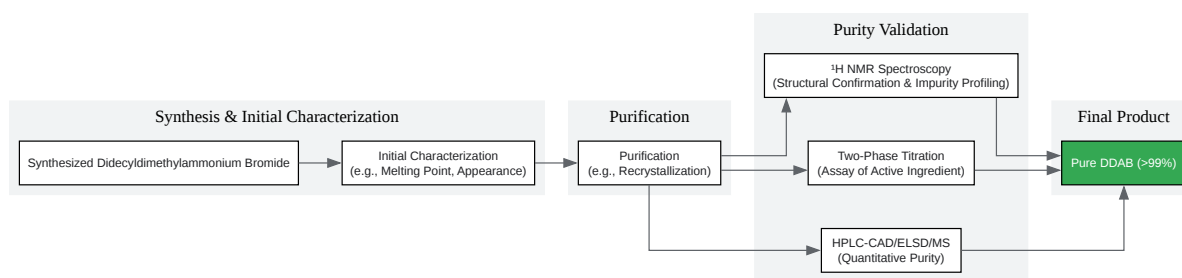 Purity Validation
¹H NMR Spectroscopy
(Structural Confirmation & Impurity Profiling)
Synthesis & Initial Characterization
Purification
Final Product
Synthesized Didecyldimethylammonium Bromide
Initial Characterization
(e.g., Melting Point, Appearance)
Purification
(e.g., Recrystallization)
Two-Phase Titration
(Assay of Active Ingredient)
Pure DDAB (>99%)
HPLC-CAD/ELSD/MS
(Quantitative Purity)